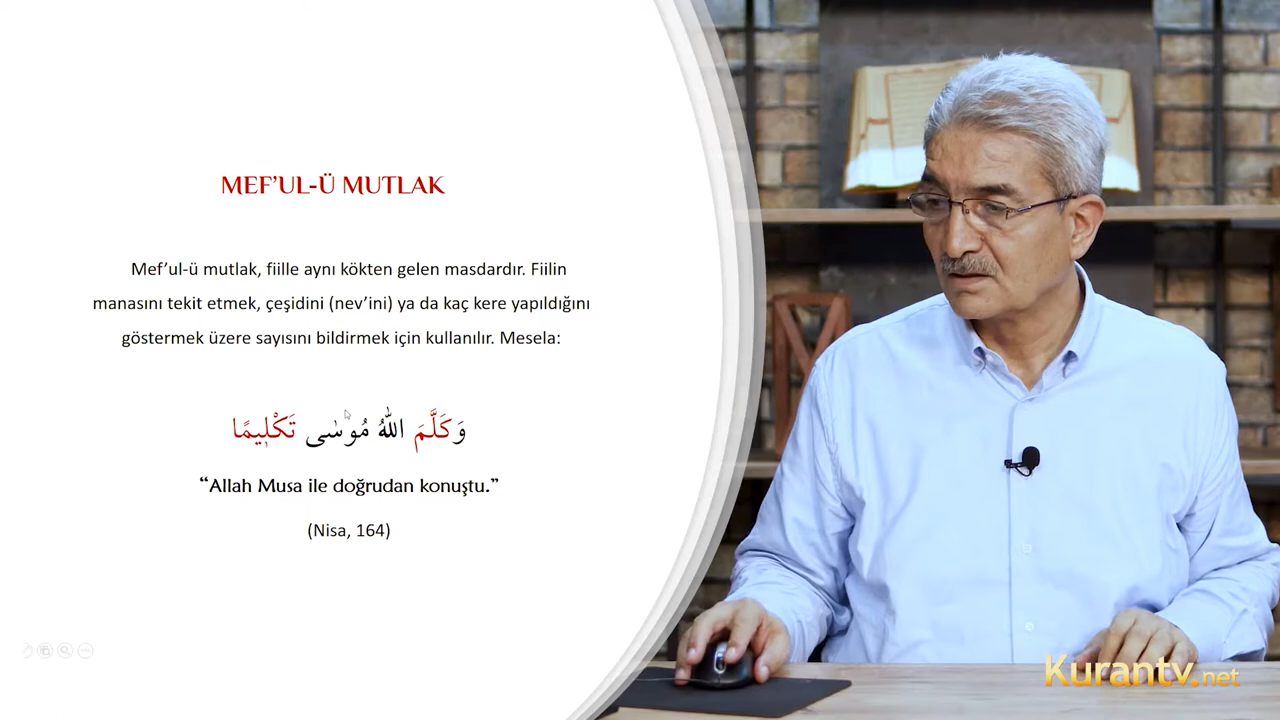 MEF’UL-Ü MUTLAK
Mef’ul-ü mutlak, fiille aynı kökten gelen masdardır. Fiilin
manasını tekit etmek, çeşidini (nev’ini) ya da kaç kere yapıldığını
göstermek üzere sayısını bildirmek için kullanılır. Mesela:
وَكَلَّمَ اللّٰهُ مُوسٰى تَكْلٖيمًا
“Allah Musa ile doğrudan konuştu.”
(Nisa, 164)
Kurantv.net